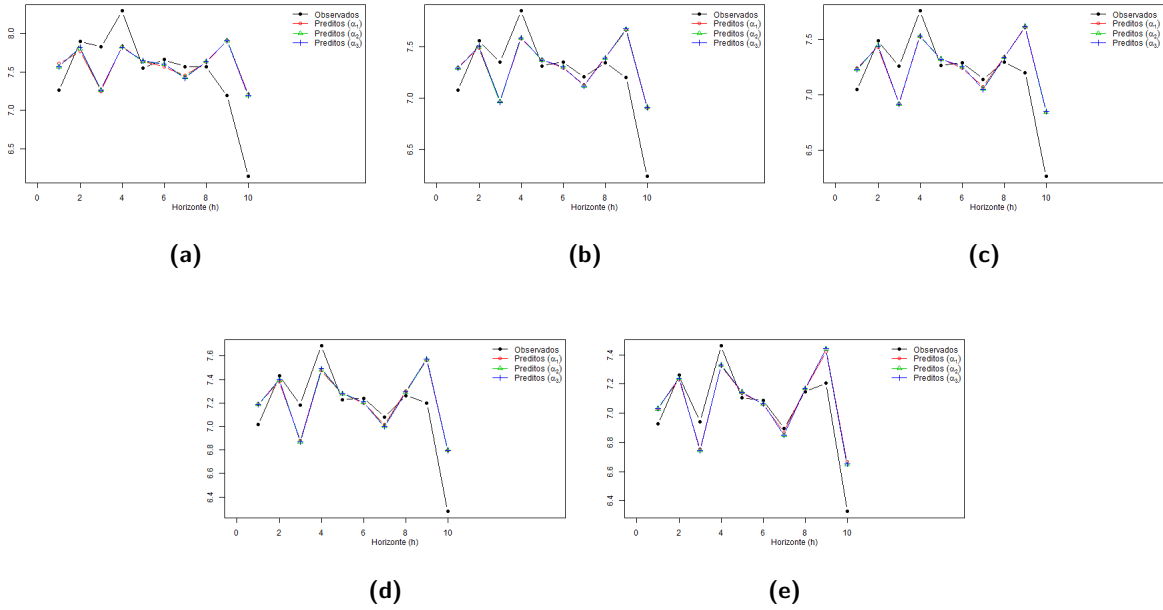 Observados
Preditos (α₁)
Preditos (α₂)
Preditos (α₃)
8.0
7.5
7.0
6.5
0 2 4 6 8 10
Horizonte (h)
(a)
Observados
Preditos (α₁)
Preditos (α₂)
Preditos (α₃)
7.5
7.0
6.5
0 2 4 6 8 10
Horizonte (h)
(b)
Observados
Preditos (α₁)
Preditos (α₂)
Preditos (α₃)
7.5
7.0
6.5
0 2 4 6 8 10
Horizonte (h)
(c)
Observados
Preditos (α₁)
Preditos (α₂)
Preditos (α₃)
7.6
7.4
7.2
7.0
6.8
6.6
6.4
0 2 4 6 8 10
Horizonte (h)
(d)
Observados
Preditos (α₁)
Preditos (α₂)
Preditos (α₃)
7.4
7.2
7.0
6.8
6.6
6.4
0 2 4 6 8 10
Horizonte (h)
(e)